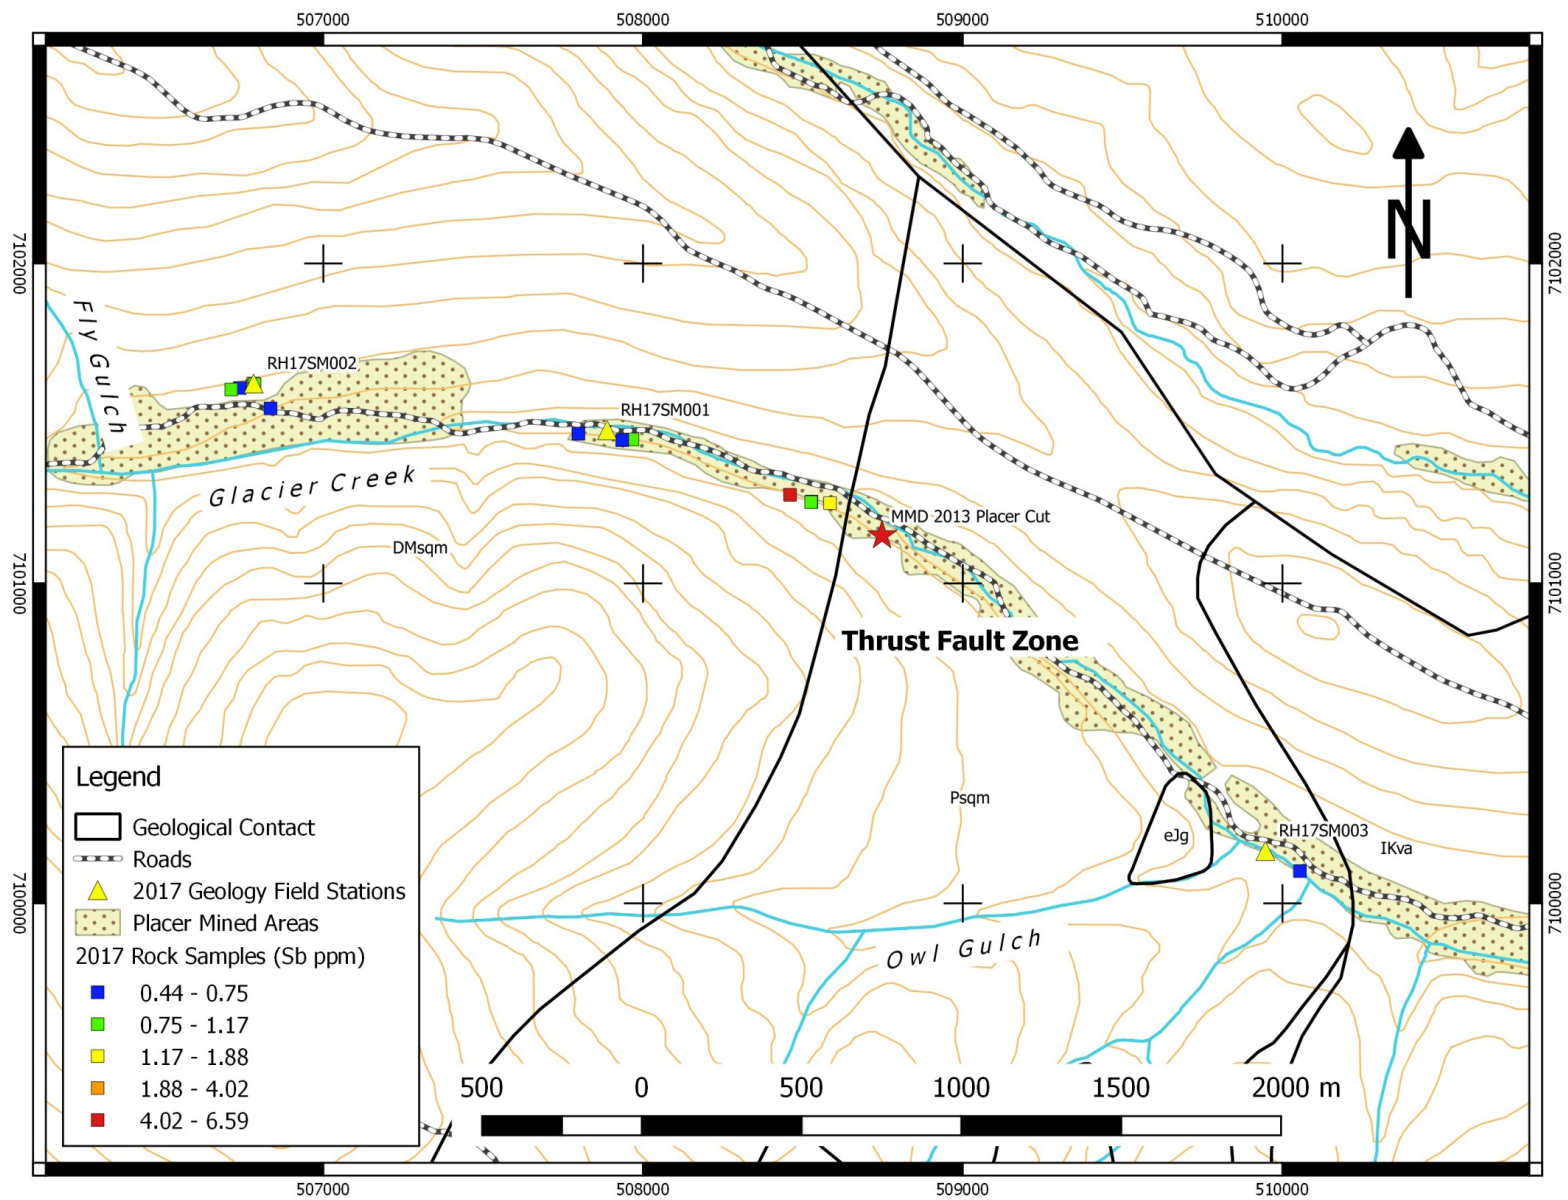 507000
508000
509000
510000
7102000
7102000
Fly Gulch
RH17SM002
RH17SM001
N
Glacier Creek
MMD 2013 Placer Cut
DMsqm
7101000
7101000
Thrust Fault Zone
Psqm
eJg
RH17SM003
IKva
7100000
7100000
Owl Gulch
Legend
Geological Contact
Roads
2017 Geology Field Stations
Placer Mined Areas
2017 Rock Samples (Sb ppm)
0.44 - 0.75
0.75 - 1.17
1.17 - 1.88
1.88 - 4.02
4.02 - 6.59
500 0 500 1000 1500 2000 m
507000
508000
509000
510000